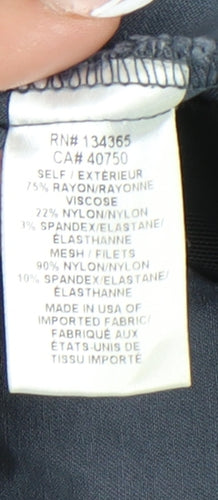 RN# 134365
CA# 40750
SELF / EXTÉRIEUR
75% RAYON/RAYONNE
VISCOSE
22% NYLON/NYLON
3% SPANDEX/ELASTANE/
ÉLASTHANNE
MESH / FILETS
90% NYLON/NYLON
10% SPANDEX/ELASTANE/
ÉLASTHANNE
MADE IN USA OF
IMPORTED FABRIC/
FABRIQUÉ AUX
ÉTATS-UNIS DE
TISSU IMPORTÉ